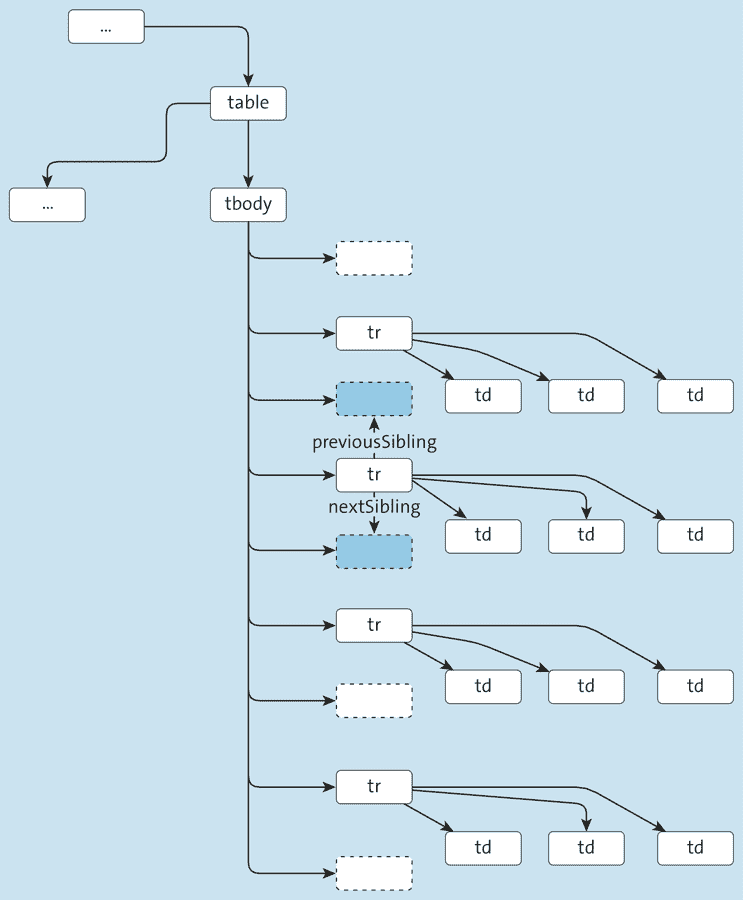 ...
table
...
tbody
tr
td td td
previousSibling
tr
nextSibling
td td td
tr
td td td
tr
td td td